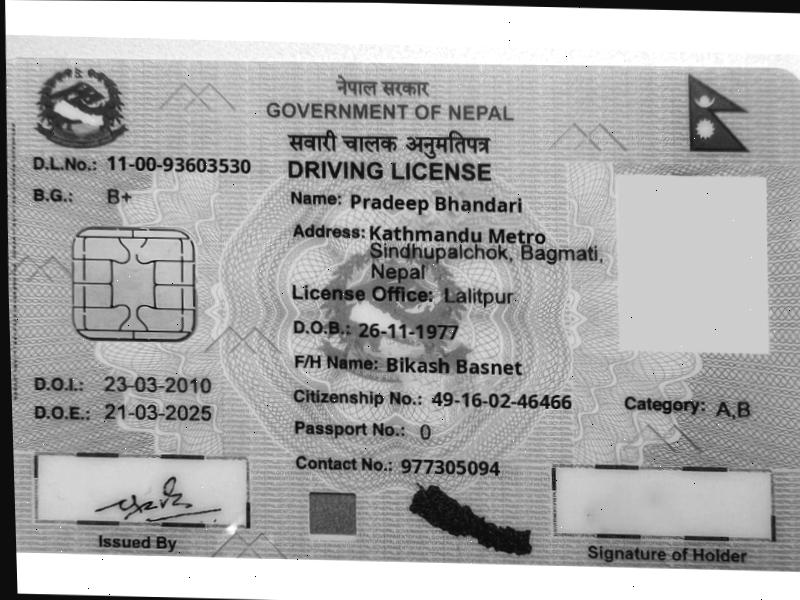 नेपाल सरकार
GOVERNMENT OF NEPAL
सवारी चालक अनुमतिपत्र
DRIVING LICENSE
D.L.No.: 11-00-93603530
B.G.: B+
Name: Pradeep Bhandari
Address: Kathmandu Metro
Sindhupalchok, Bagmati,
Nepal
License Office: Lalitpur
D.O.B.: 26-11-1977
F/H Name: Bikash Basnet
D.O.I.: 23-03-2010
D.O.E.: 21-03-2025
Citizenship No.: 49-16-02-46466
Category: A,B
Passport No.: 0
Contact No.: 977305094
Issued By
Signature of Holder